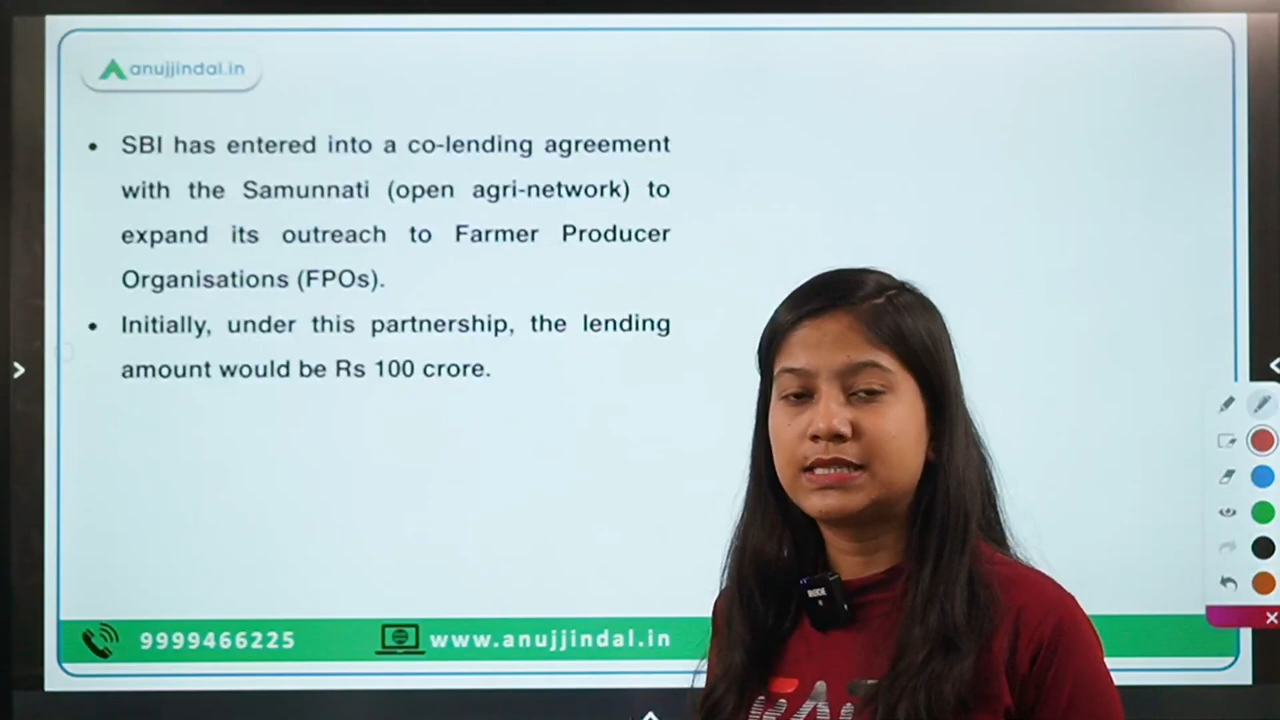 anujjindal.in
• SBI has entered into a co-lending agreement
with the Samunnati (open agri-network) to
expand its outreach to Farmer Producer
Organisations (FPOs).
• Initially, under this partnership, the lending
amount would be Rs 100 crore.
9999466225
www.anujjindal.in